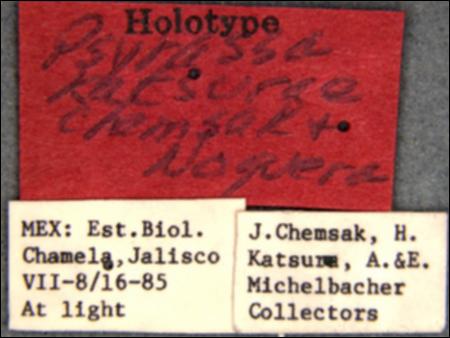 Holotype
Psyrassa
katsurae
Chemsak &
Noguera
MEX: Est.Biol.
Chamela,Jalisco
VII-8/16-85
At light
J.Chemsak, H.
Katsura, A.&E.
Michelbacher
Collectors